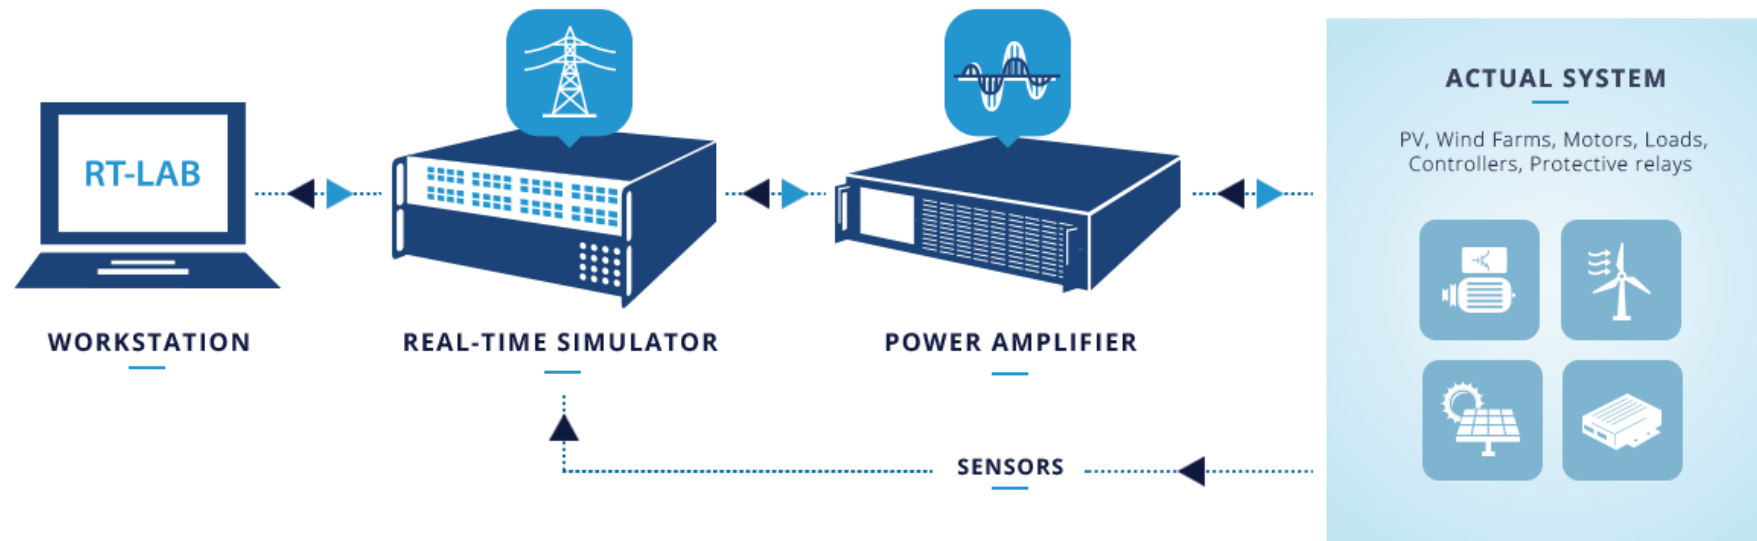 RT-LAB
WORKSTATION
REAL-TIME SIMULATOR
POWER AMPLIFIER
SENSORS
ACTUAL SYSTEM
PV, Wind Farms, Motors, Loads,
Controllers, Protective relays